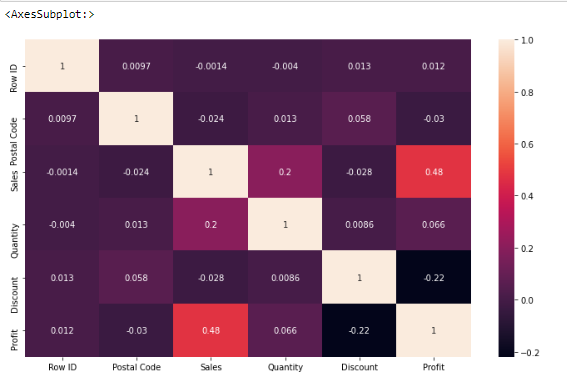 <AxesSubplot:>
Row ID 1 0.0097 -0.0014 -0.004 0.013 0.012
Postal Code 0.0097 1 -0.024 0.013 0.058 -0.03
Sales -0.0014 -0.024 1 0.2 -0.028 0.48
Quantity -0.004 0.013 0.2 1 0.0086 0.066
Discount 0.013 0.058 -0.028 0.0086 1 -0.22
Profit 0.012 -0.03 0.48 0.066 -0.22 1
Row ID Postal Code Sales Quantity Discount Profit
1.0
0.8
0.6
0.4
0.2
0.0
−0.2